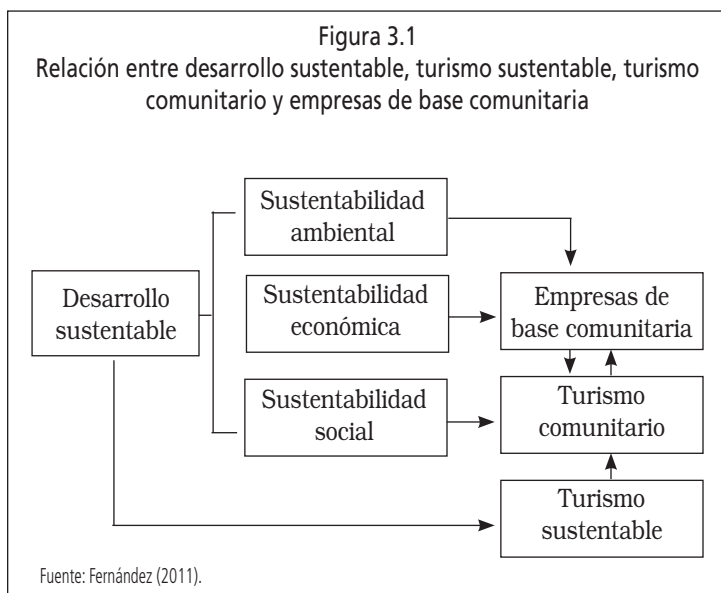 Figura 3.1
Relación entre desarrollo sustentable, turismo sustentable, turismo
comunitario y empresas de base comunitaria
Sustentabilidad
ambiental
Desarrollo
sustentable
Sustentabilidad
económica
Empresas de
base comunitaria
Sustentabilidad
social
Turismo
comunitario
Turismo
sustentable
Fuente: Fernández (2011).